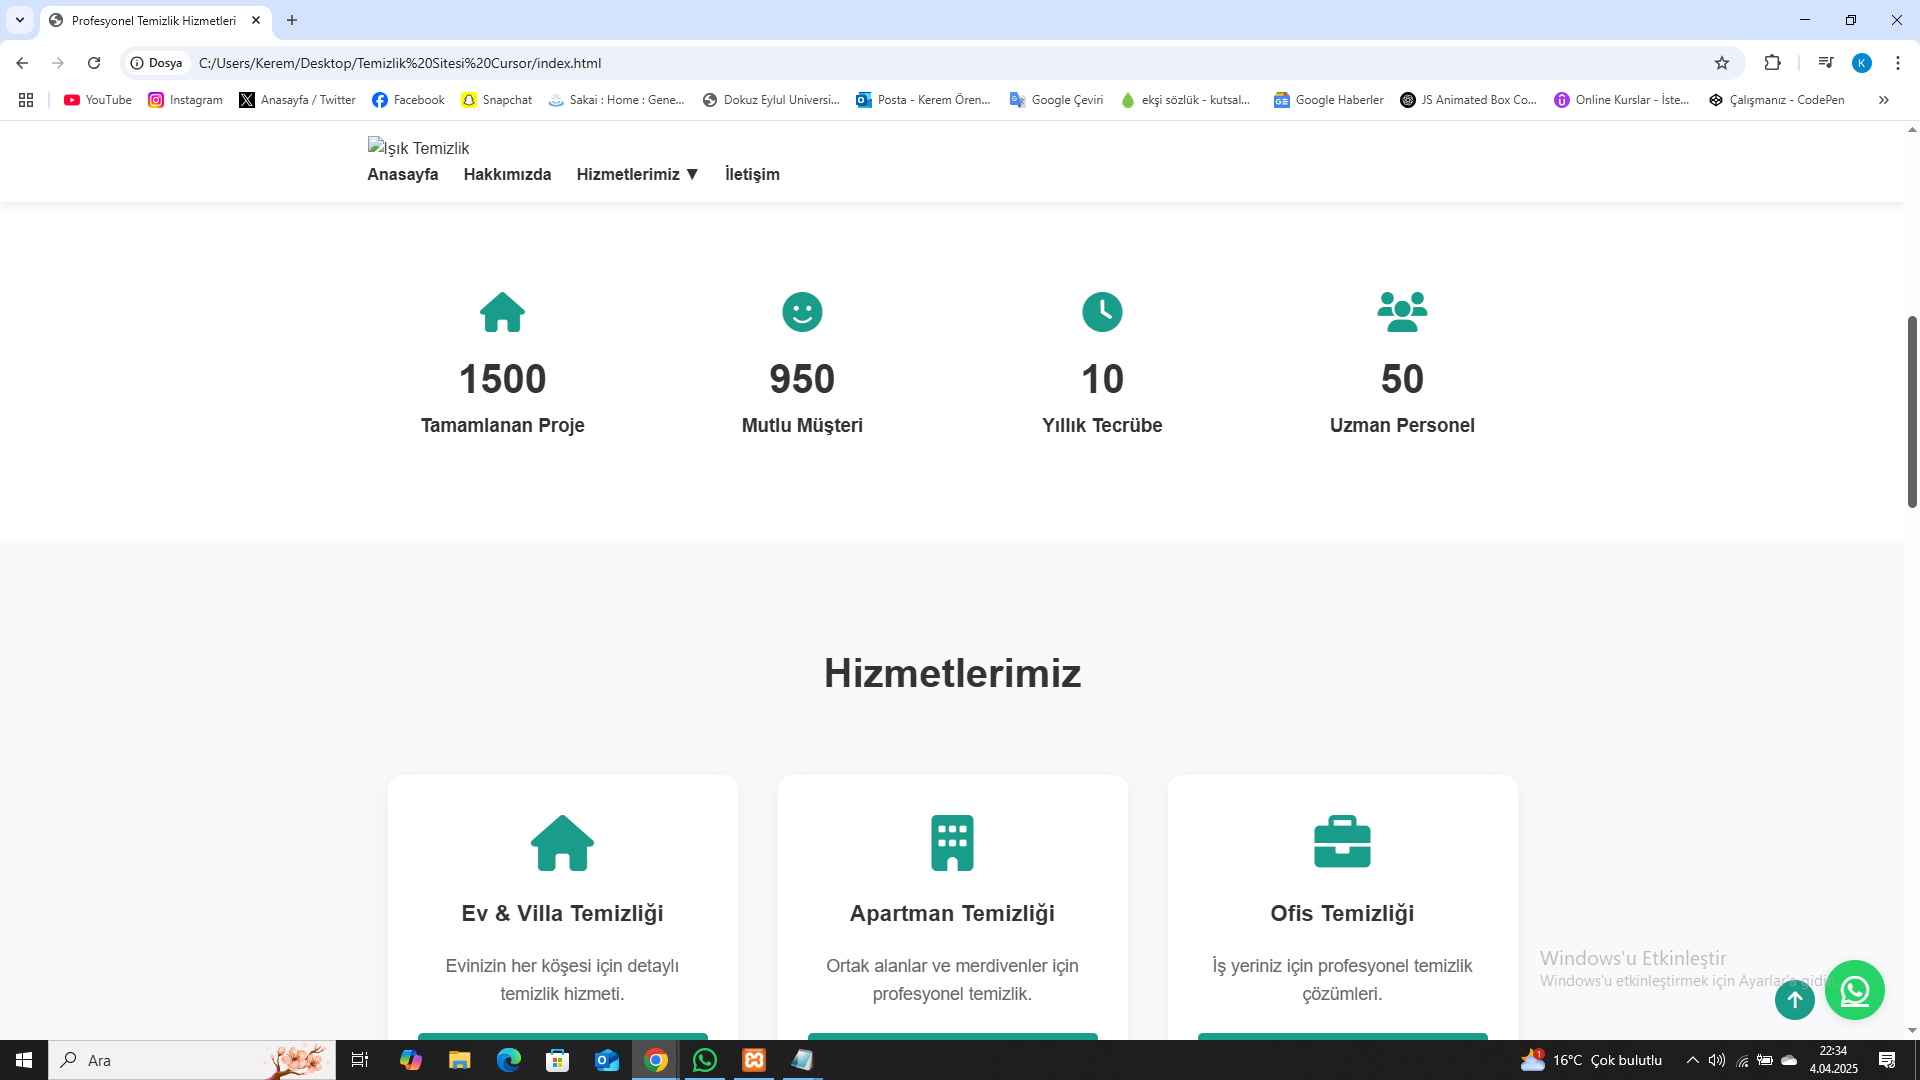 Profesyonel Temizlik Hizmetleri
Dosya
C:/Users/Kerem/Desktop/Temizlik%20Sitesi%20Cursor/index.html
K
YouTube
Instagram
Anasayfa / Twitter
Facebook
Snapchat
Sakai : Home : Gene...
Dokuz Eylul Universi...
Posta - Kerem Ören...
Google Çeviri
ekşi sözlük - kutsal...
Google Haberler
JS Animated Box Co...
Online Kurslar - İste...
Çalışmanız - CodePen
Işık Temizlik
Anasayfa Hakkımızda Hizmetlerimiz ▼ İletişim
1500
Tamamlanan Proje
950
Mutlu Müşteri
10
Yıllık Tecrübe
50
Uzman Personel
Hizmetlerimiz
Ev & Villa Temizliği
Evinizin her köşesi için detaylı
temizlik hizmeti.
Apartman Temizliği
Ortak alanlar ve merdivenler için
profesyonel temizlik.
Ofis Temizliği
İş yeriniz için profesyonel temizlik
çözümleri.
Windows'u Etkinleştir
Windows'u etkinleştirmek için Ayarlar'a gidin.
Ara
1
16°C Çok bulutlu
22:34
4.04.2025